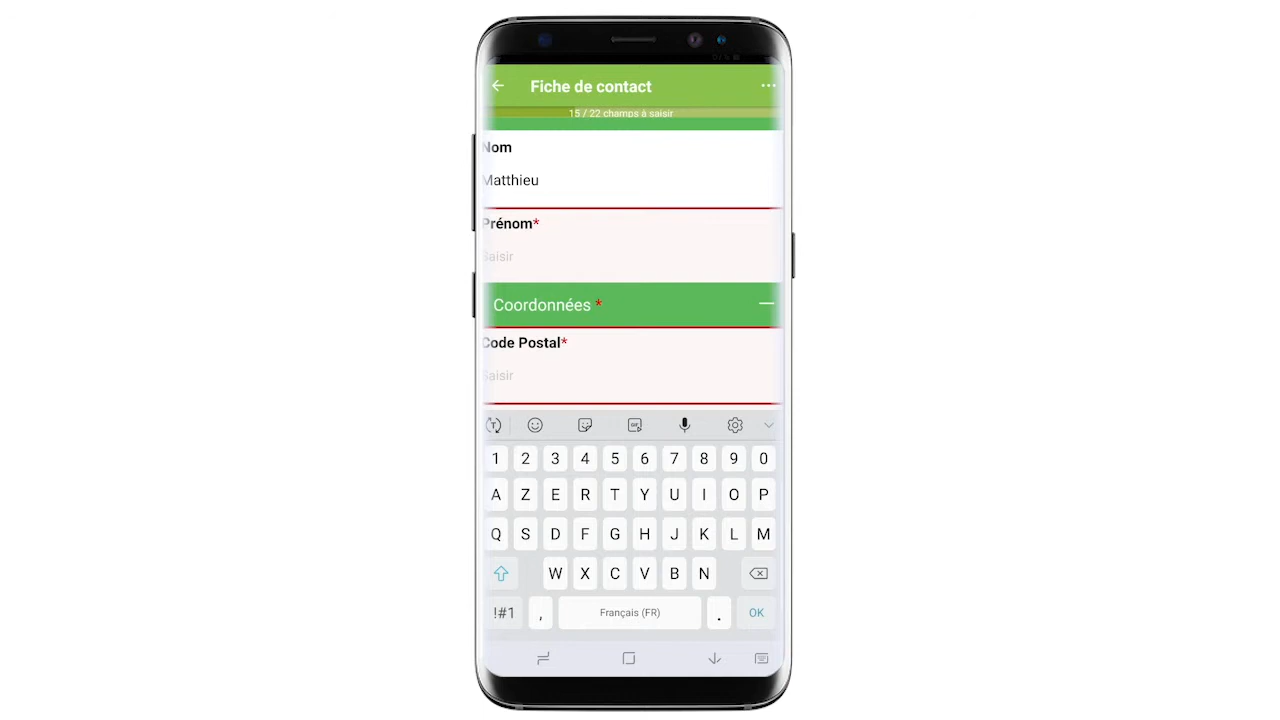 Fiche de contact
15 / 22 champs à saisir
Nom
Matthieu
Prénom*
Saisir
Coordonnées *
Code Postal*
Saisir
1 2 3 4 5 6 7 8 9 0
A Z E R T Y U I O P
Q S D F G H J K L M
W X C V B N
!#1 , Français (FR) . OK